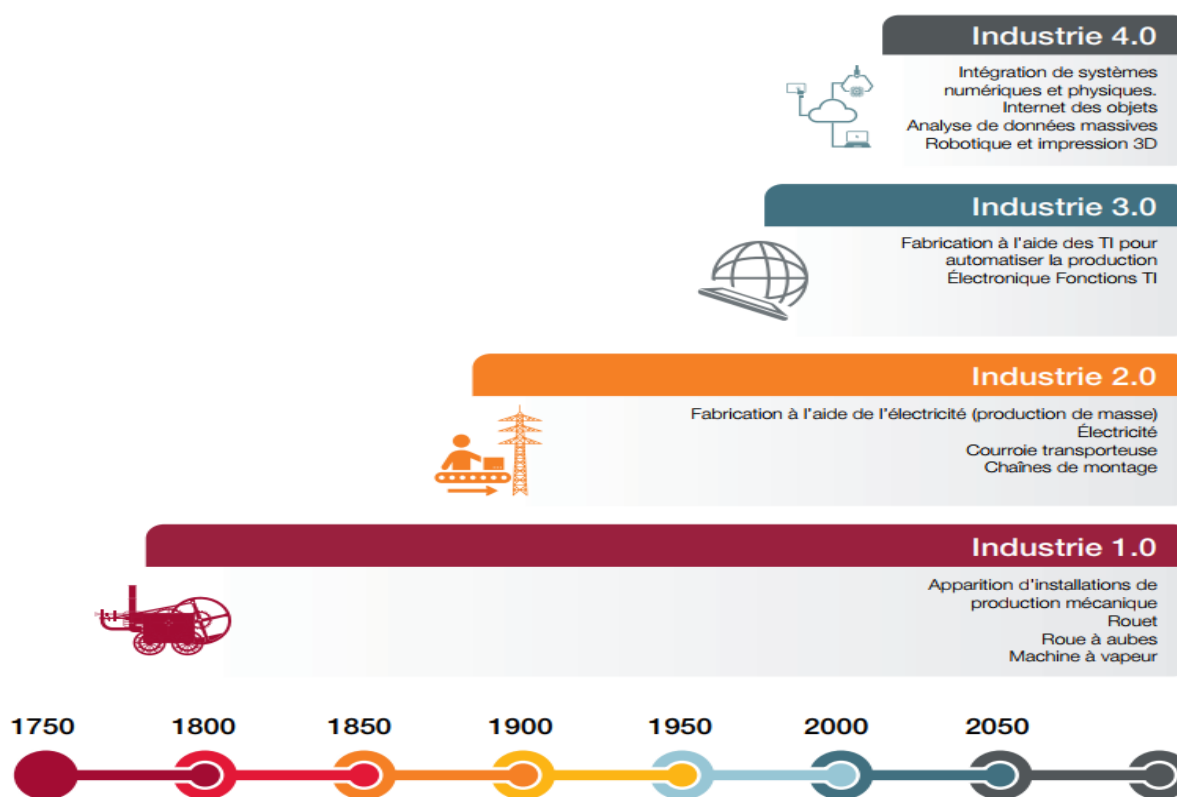 Industrie 4.0
Intégration de systèmes
numériques et physiques.
Internet des objets
Analyse de données massives
Robotique et impression 3D
Industrie 3.0
Fabrication à l'aide des TI pour
automatiser la production
Électronique Fonctions TI
Industrie 2.0
Fabrication à l'aide de l'électricité (production de masse)
Électricité
Courroie transporteuse
Chaînes de montage
Industrie 1.0
Apparition d'installations de
production mécanique
Rouet
Roue à aubes
Machine à vapeur
1750 1800 1850 1900 1950 2000 2050